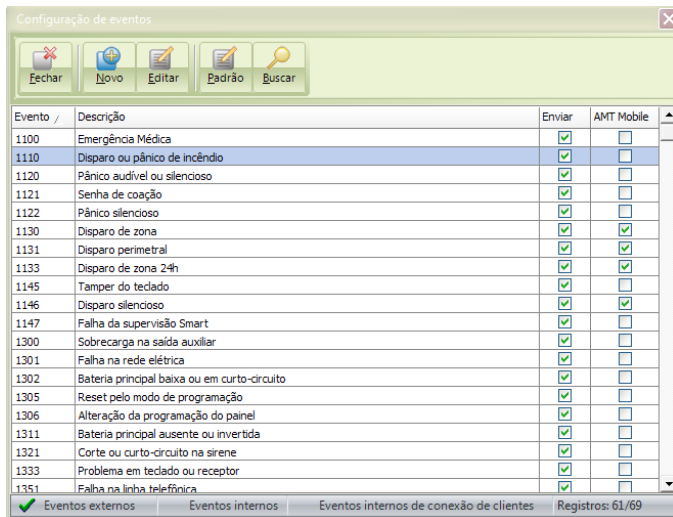 Configuração de eventos
Fechar Novo Editar Padrão Buscar
Evento Descrição Enviar AMT Mobile
1100 Emergência Médica
1110 Disparo ou pânico de incêndio
1120 Pânico audível ou silencioso
1121 Senha de coação
1122 Pânico silencioso
1130 Disparo de zona
1131 Disparo perimetral
1133 Disparo de zona 24h
1145 Tamper do teclado
1146 Disparo silencioso
1147 Falha da supervisão Smart
1300 Sobrecarga na saída auxiliar
1301 Falha na rede elétrica
1302 Bateria principal baixa ou em curto-circuito
1305 Reset pelo modo de programação
1306 Alteração da programação do painel
1311 Bateria principal ausente ou invertida
1321 Corte ou curto-circuito na sirene
1333 Problema em teclado ou receptor
1351 Falha na linha telefônica
Eventos externos Eventos internos Eventos internos de conexão de clientes Registros: 61/69